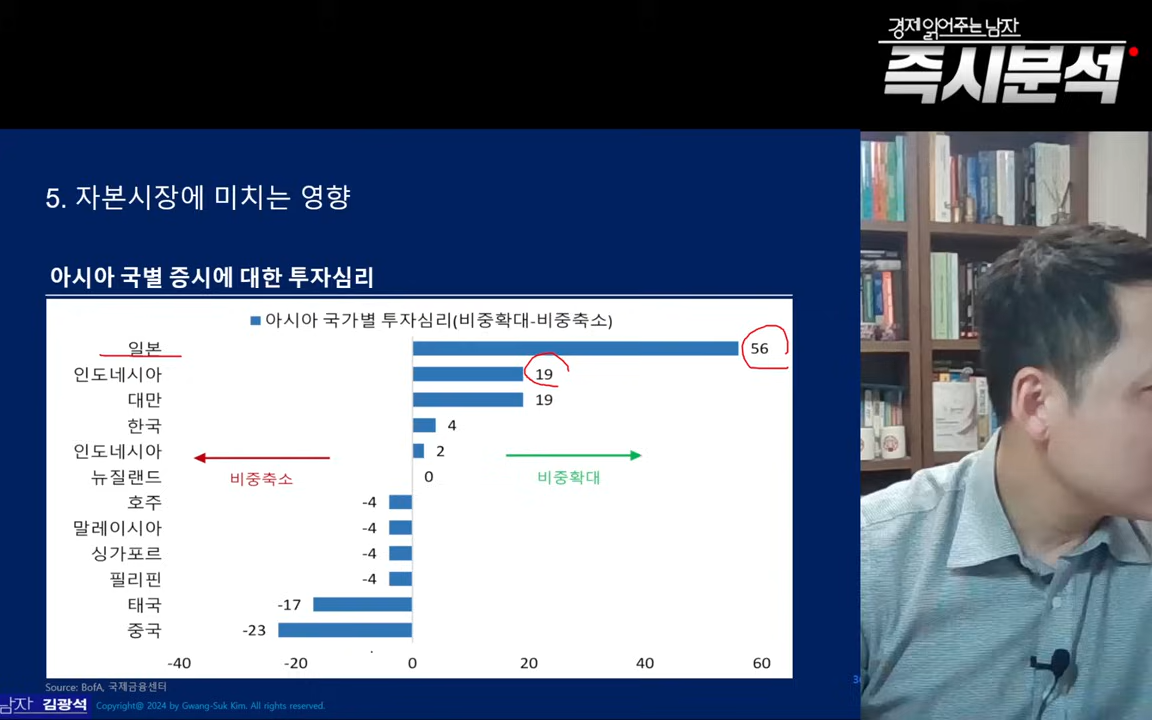 경제 읽어주는 남자
즉시분석
5. 자본시장에 미치는 영향
아시아 국별 증시에 대한 투자심리
아시아 국가별 투자심리(비중확대-비중축소)
일본 56
인도네시아 19
대만 19
한국 4
인도네시아 2
비중축소 비중확대
뉴질랜드 0
호주 -4
말레이시아 -4
싱가포르 -4
필리핀 -4
태국 -17
중국 -23
-40 -20 0 20 40 60
Source: BofA, 국제금융센터
남자 김광석 Copyright@ 2024 by Gwang-Suk Kim. All rights reserved.